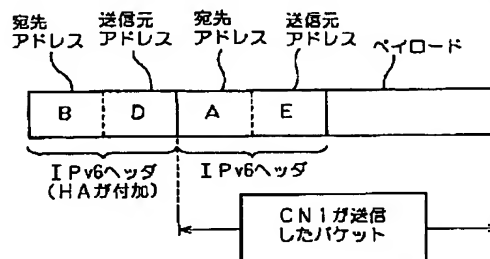 宛先
アドレス
送信元
アドレス
宛先
アドレス
送信元
アドレス
ペイロード
B
D
A
E
IPv6ヘッダ
(HAが付加)
IPv6ヘッダ
CN1が送信
したパケット